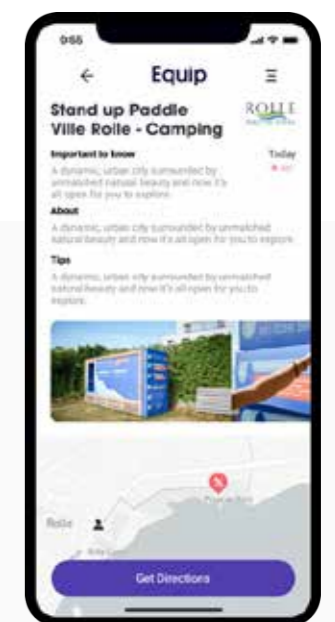 9:55
Equip
Stand up Paddle
Ville Rolle - Camping
ROLLE
Important to know
Today
A dynamic, urban city surrounded by
unmatched natural beauty and now it's
all open for you to explore.
About
A dynamic, urban city surrounded by unmatched
natural beauty and now it's all open for you to explore.
Tips
A dynamic, urban city surrounded by unmatched
natural beauty and now it's all open for you to
explore.
Rolle
Get Directions